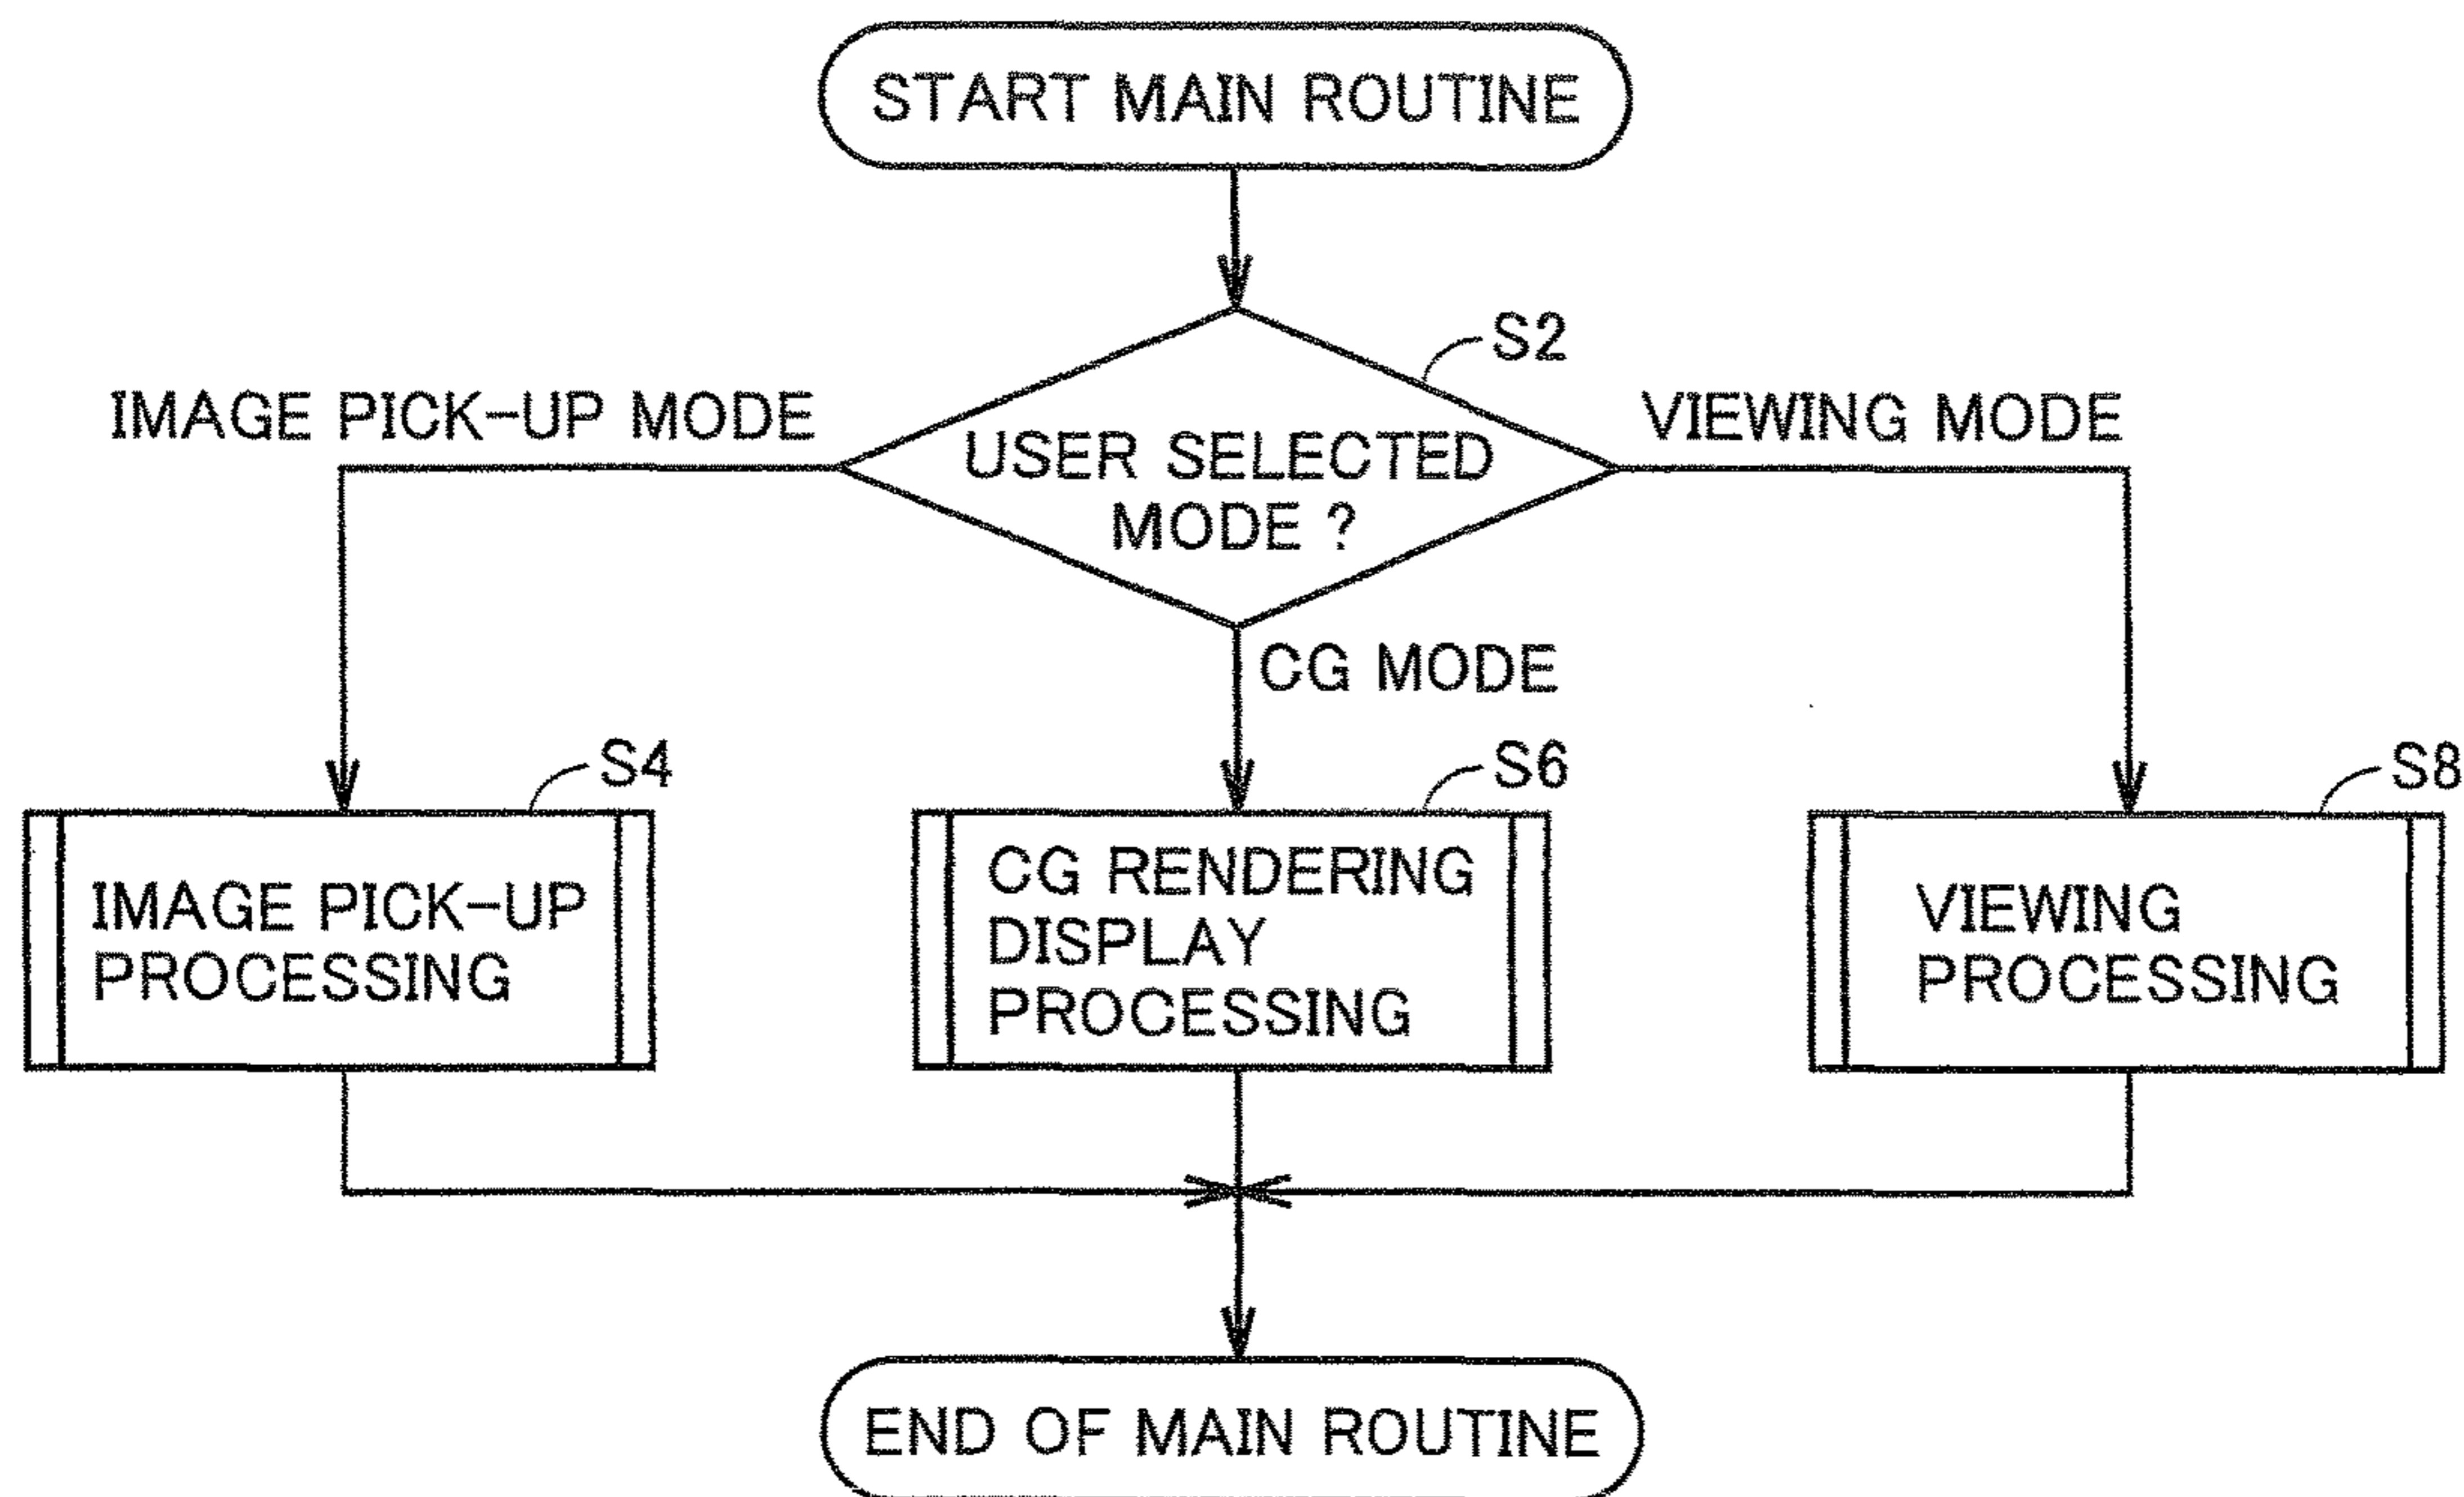 START MAIN ROUTINE
S2
IMAGE PICK-UP MODE
USER SELECTED
MODE ?
VIEWING MODE
CG MODE
S4
IMAGE PICK-UP
PROCESSING
S6
CG RENDERING
DISPLAY
PROCESSING
S8
VIEWING
PROCESSING
END OF MAIN ROUTINE